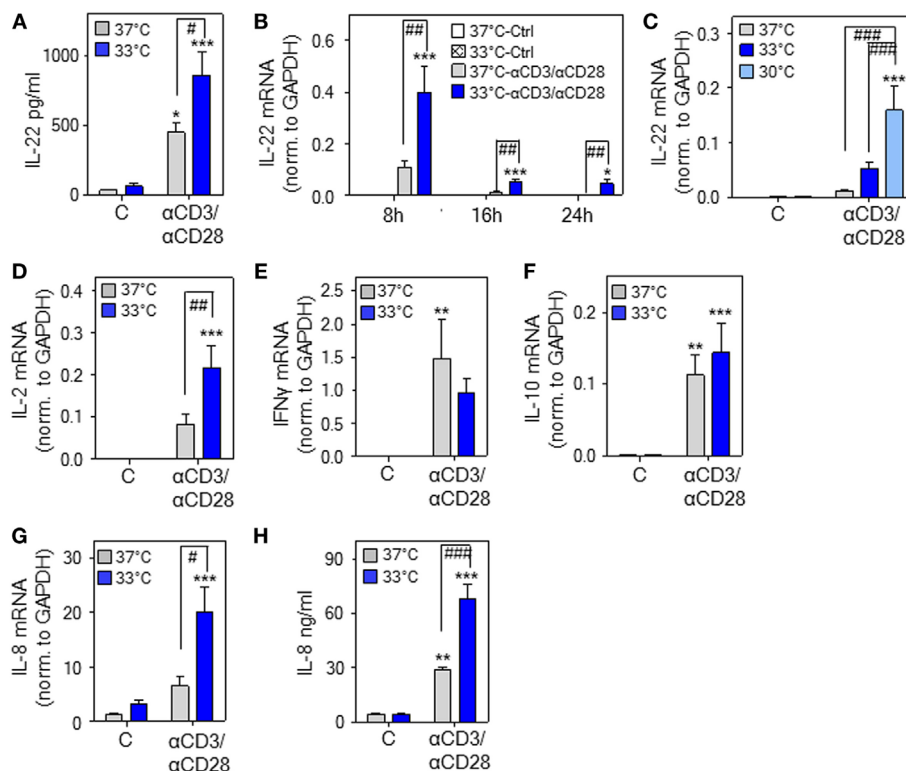 A
37°C
33°C
IL-22 pg/ml
1000
500
0
#
*
***
C
αCD3/
αCD28
B
37°C-Ctrl
33°C-Ctrl
37°C-αCD3/αCD28
33°C-αCD3/αCD28
IL-22 mRNA
(norm. to GAPDH)
0.6
0.4
0.2
0.0
##
***
##
***
##
*
8h
16h
24h
C
37°C
33°C
30°C
IL-22 mRNA
(norm. to GAPDH)
0.3
0.2
0.1
0.0
###
###
***
C
αCD3/
αCD28
D
37°C
33°C
IL-2 mRNA
(norm. to GAPDH)
0.4
0.3
0.2
0.1
0.0
##
***
C
αCD3/
αCD28
E
37°C
33°C
IFNγ mRNA
(norm. to GAPDH)
2.5
2.0
1.5
1.0
0.5
0.0
**
C
αCD3/
αCD28
F
37°C
33°C
IL-10 mRNA
(norm. to GAPDH)
0.2
0.1
0.0
**
***
C
αCD3/
αCD28
G
37°C
33°C
IL-8 mRNA
(norm. to GAPDH)
30
20
10
0
#
***
C
αCD3/
αCD28
H
37°C
33°C
IL-8 ng/ml
90
60
30
0
###
**
***
C
αCD3/
αCD28